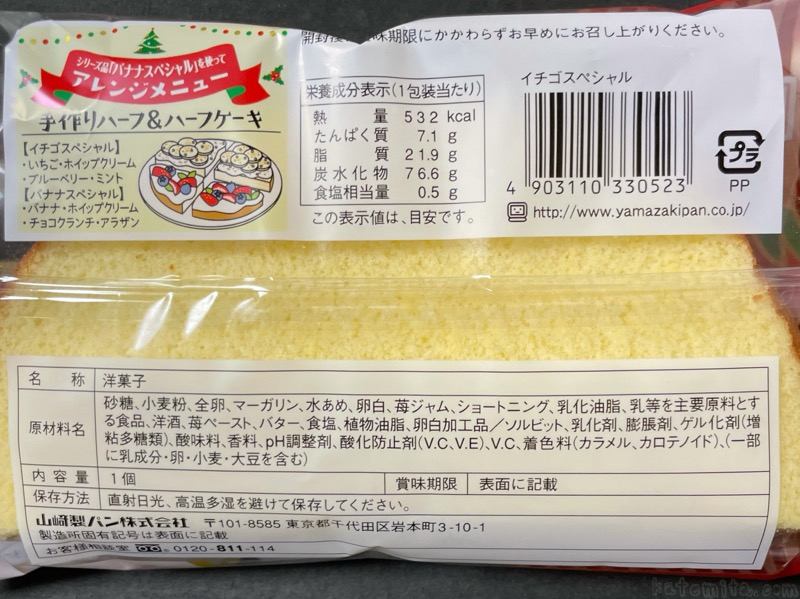 シリーズ品「バナナスペシャル」を使って
アレンジメニュー
手作りハーフ&ハーフケーキ
【イチゴスペシャル】
・いちご・ホイップクリーム
・ブルーベリー・ミント
【バナナスペシャル】
・バナナ・ホイップクリーム
・チョコクランチ・アラザン
味期限にかかわらずお早めにお召し上がりください。
栄養成分表示(1包装当たり)
熱量 532 kcal
たんぱく質 7.1 g
脂質 21.9 g
炭水化物 76.6 g
食塩相当量 0.5 g
この表示値は、目安です。
イチゴスペシャル
4 903110 330523
プラ
PP
http://www.yamazakipan.co.jp/
名称 洋菓子
原材料名 砂糖、小麦粉、全卵、マーガリン、水あめ、卵白、苺ジャム、ショートニング、乳化油脂、乳等を主要原料とす
る食品、洋酒、苺ペースト、バター、食塩、植物油脂、卵白加工品/ソルビット、乳化剤、膨脹剤、ゲル化剤(増
粘多糖類)、酸味料、香料、pH調整剤、酸化防止剤(V.C、V.E)、V.C、着色料(カラメル、カロテノイド)、(一部
に乳成分・卵・小麦・大豆を含む)
内容量 1個 賞味期限 表面に記載
保存方法 直射日光、高温多湿を避けて保存してください。
山崎製パン株式会社 〒101-8585 東京都千代田区岩本町3-10-1
製造所固有記号は表面に記載
お客様相談室 0120-811-114
katomita.com